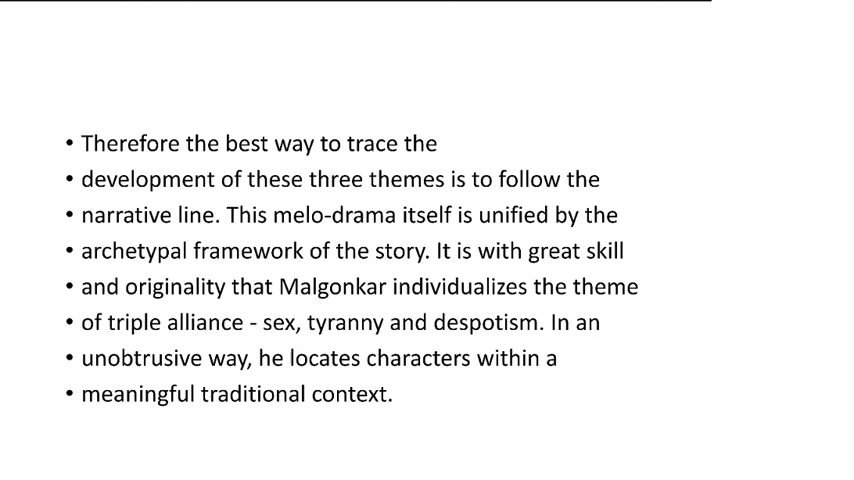 • Therefore the best way to trace the
• development of these three themes is to follow the
• narrative line. This melo-drama itself is unified by the
• archetypal framework of the story. It is with great skill
• and originality that Malgonkar individualizes the theme
• of triple alliance - sex, tyranny and despotism. In an
• unobtrusive way, he locates characters within a
• meaningful traditional context.